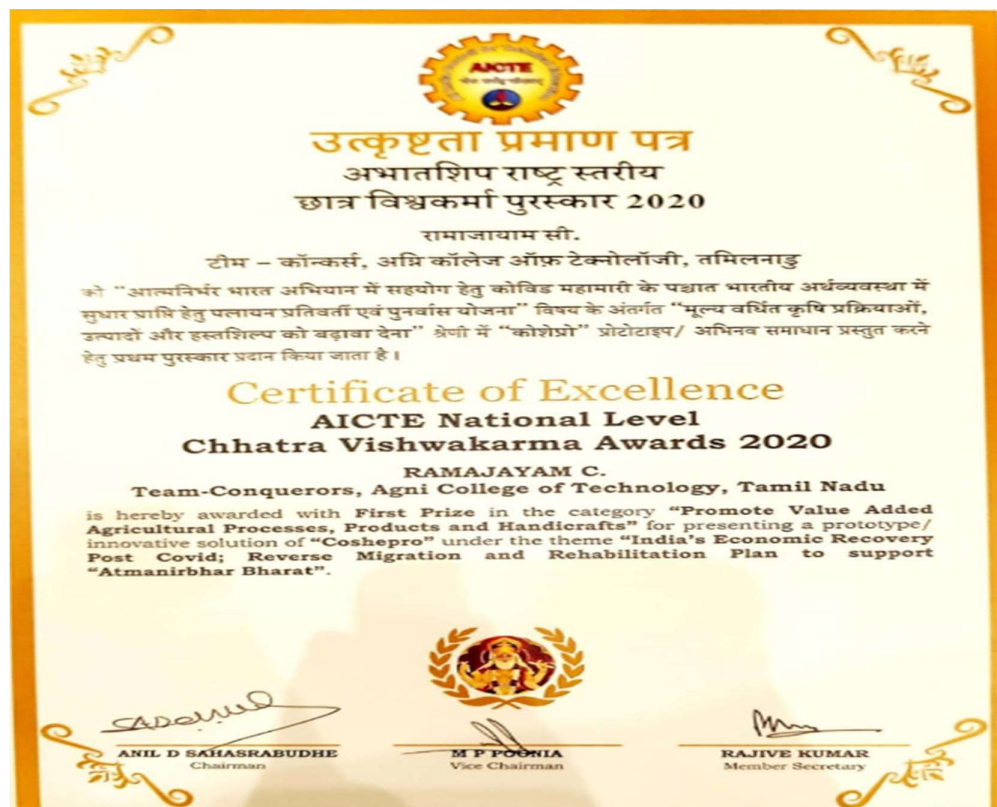 AICTE
उत्कृष्टता प्रमाण पत्र
अभातशिप राष्ट्र स्तरीय
छात्र विश्वकर्मा पुरस्कार 2020
रामाजायाम सी.
टीम – कॉन्कर्स, अग्नि कॉलेज ऑफ़ टेक्नोलॉजी, तमिलनाडु
को "आत्मनिर्भर भारत अभियान में सहयोग हेतु कोविड महामारी के पश्चात भारतीय अर्थव्यवस्था में
सुधार प्राप्ति हेतु पलायन प्रतिवर्ती एवं पुनर्वास योजना" विषय के अंतर्गत "मूल्य वर्धित कृषि प्रक्रियाओं,
उत्पादों और हस्तशिल्प को बढ़ावा देना" श्रेणी में "कोशेप्रो" प्रोटोटाइप/ अभिनव समाधान प्रस्तुत करने
हेतु प्रथम पुरस्कार प्रदान किया जाता है।
Certificate of Excellence
AICTE National Level
Chhatra Vishwakarma Awards 2020
RAMAJAYAM C.
Team-Conquerors, Agni College of Technology, Tamil Nadu
is hereby awarded with First Prize in the category "Promote Value Added
Agricultural Processes, Products and Handicrafts" for presenting a prototype/
innovative solution of "Coshepro" under the theme "India's Economic Recovery
Post Covid; Reverse Migration and Rehabilitation Plan to support
"Atmanirbhar Bharat".
ANIL D SAHASRABUDHE
Chairman
M P POONIA
Vice Chairman
RAJIVE KUMAR
Member Secretary